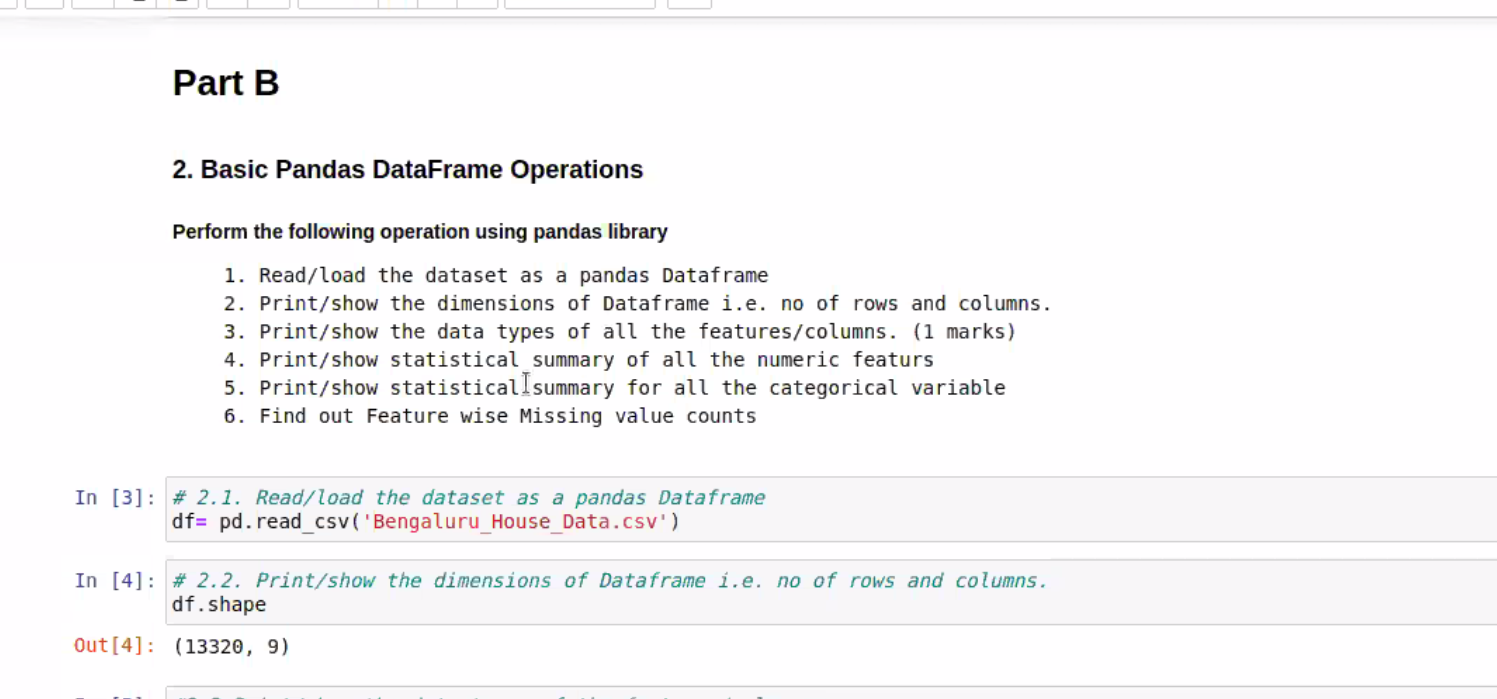 Part B
2. Basic Pandas DataFrame Operations
Perform the following operation using pandas library
1. Read/load the dataset as a pandas Dataframe
2. Print/show the dimensions of Dataframe i.e. no of rows and columns.
3. Print/show the data types of all the features/columns. (1 marks)
4. Print/show statistical summary of all the numeric featurs
5. Print/show statistical summary for all the categorical variable
6. Find out Feature wise Missing value counts
In [3]: # 2.1. Read/load the dataset as a pandas Dataframe
df= pd.read_csv('Bengaluru_House_Data.csv')
In [4]: # 2.2. Print/show the dimensions of Dataframe i.e. no of rows and columns.
df.shape
Out[4]: (13320, 9)